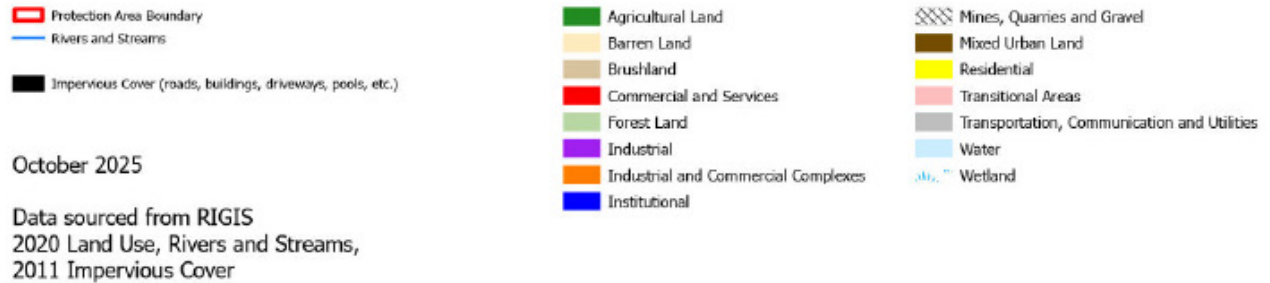 Protection Area Boundary
Rivers and Streams
Impervious Cover (roads, buildings, driveways, pools, etc.)
October 2025
Data sourced from RIGIS
2020 Land Use, Rivers and Streams,
2011 Impervious Cover
Agricultural Land
Barren Land
Brushland
Commercial and Services
Forest Land
Industrial
Industrial and Commercial Complexes
Institutional
Mines, Quarries and Gravel
Mixed Urban Land
Residential
Transitional Areas
Transportation, Communication and Utilities
Water
Wetland